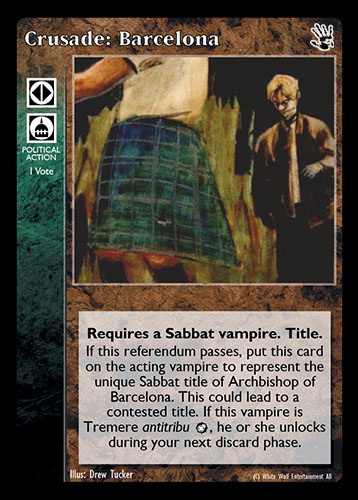 Crusade: Barcelona
POLITICAL
ACTION
1 Vote
Requires a Sabbat vampire. Title.
If this referendum passes, put this card
on the acting vampire to represent the
unique Sabbat title of Archbishop of
Barcelona. This could lead to a
contested title. If this vampire is
Tremere antitribu , he or she unlocks
during your next discard phase.
Illus: Drew Tucker
(C) White Wolf Entertainment AB